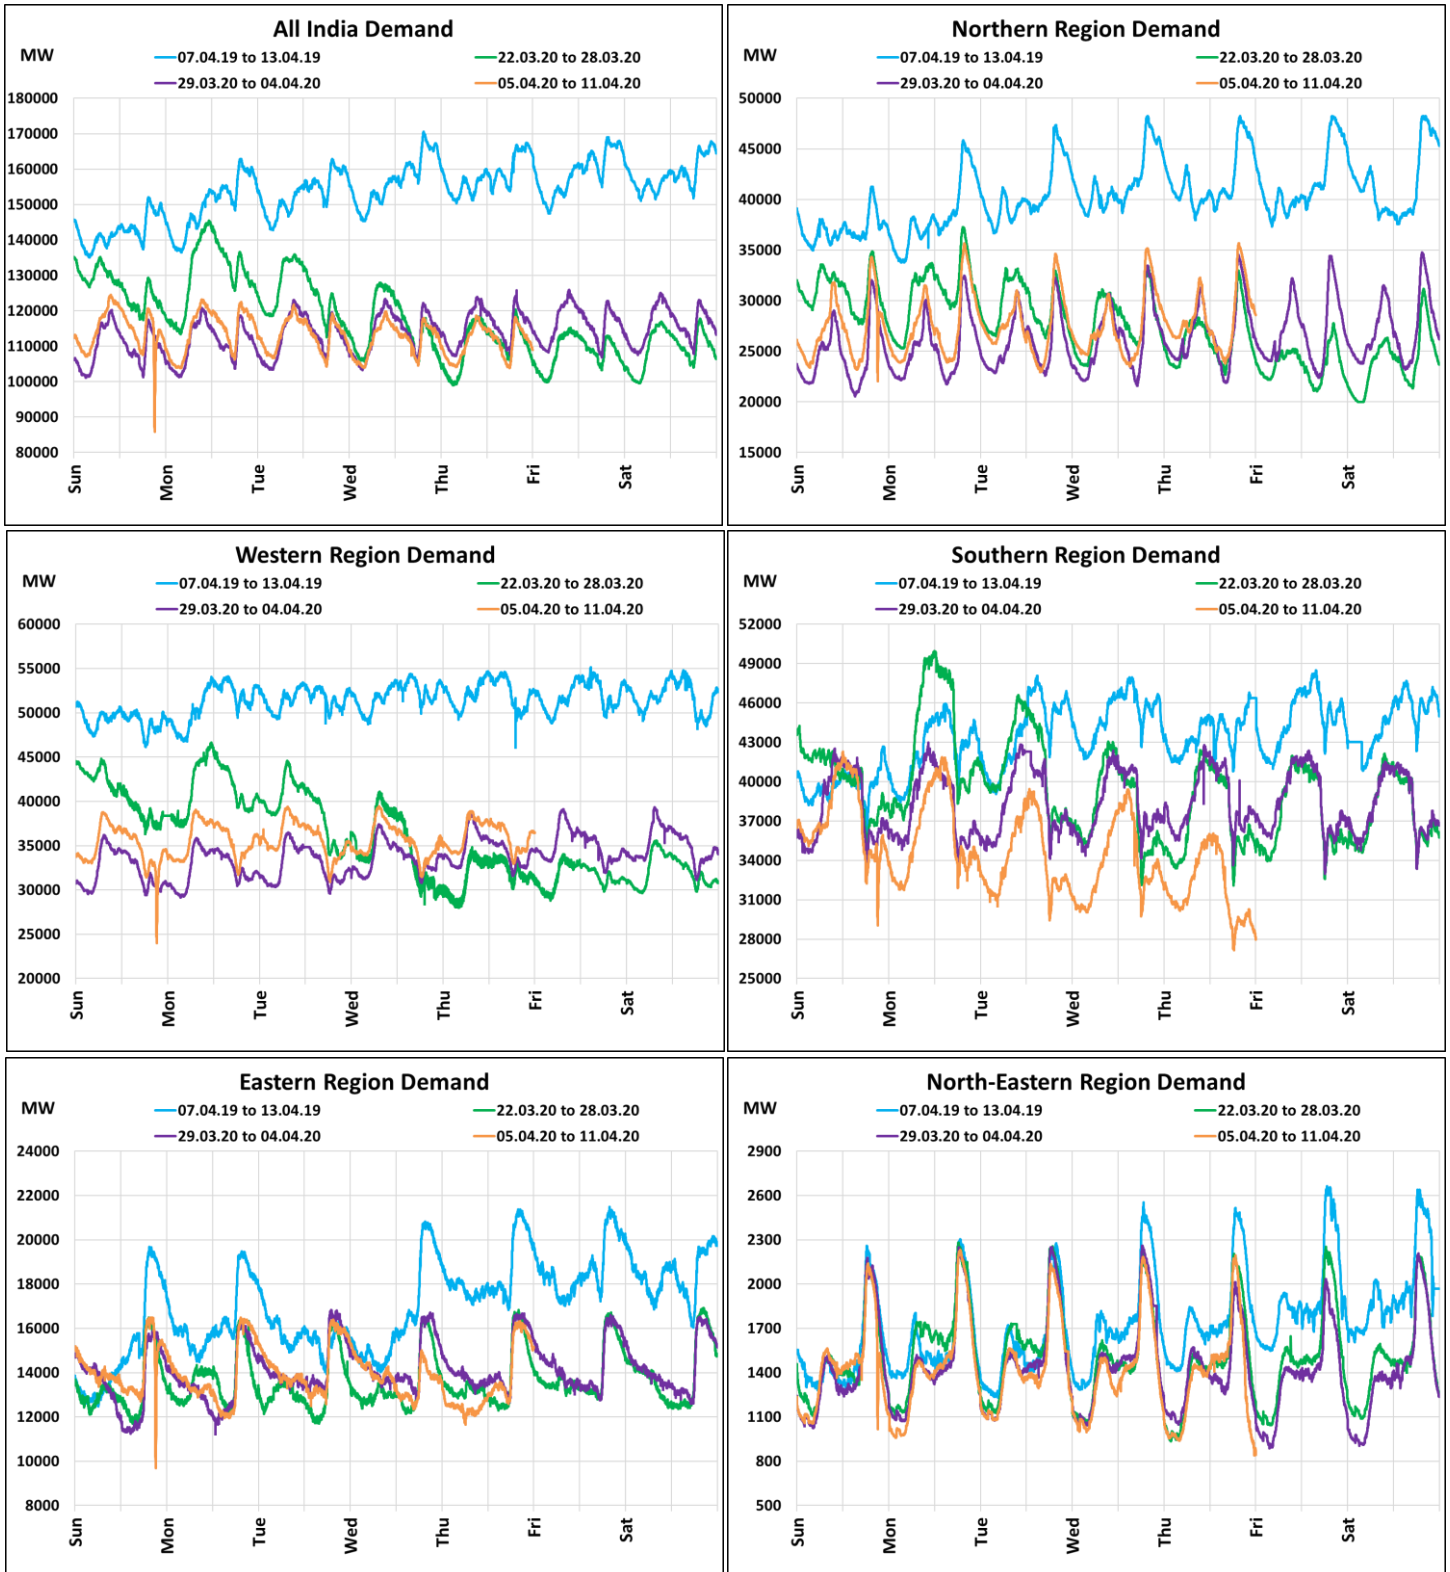 All India Demand
MW
07.04.19 to 13.04.19
22.03.20 to 28.03.20
29.03.20 to 04.04.20
05.04.20 to 11.04.20
180000
170000
160000
150000
140000
130000
120000
110000
100000
90000
80000
Sun
Mon
Tue
Wed
Thu
Fri
Sat
Northern Region Demand
MW
07.04.19 to 13.04.19
22.03.20 to 28.03.20
29.03.20 to 04.04.20
05.04.20 to 11.04.20
50000
45000
40000
35000
30000
25000
20000
15000
Sun
Mon
Tue
Wed
Thu
Fri
Sat
Western Region Demand
MW
07.04.19 to 13.04.19
22.03.20 to 28.03.20
29.03.20 to 04.04.20
05.04.20 to 11.04.20
60000
55000
50000
45000
40000
35000
30000
25000
20000
Sun
Mon
Tue
Wed
Thu
Fri
Sat
Southern Region Demand
MW
07.04.19 to 13.04.19
22.03.20 to 28.03.20
29.03.20 to 04.04.20
05.04.20 to 11.04.20
52000
49000
46000
43000
40000
37000
34000
31000
28000
25000
Sun
Mon
Tue
Wed
Thu
Fri
Sat
Eastern Region Demand
MW
07.04.19 to 13.04.19
22.03.20 to 28.03.20
29.03.20 to 04.04.20
05.04.20 to 11.04.20
24000
22000
20000
18000
16000
14000
12000
10000
8000
Sun
Mon
Tue
Wed
Thu
Fri
Sat
North-Eastern Region Demand
MW
07.04.19 to 13.04.19
22.03.20 to 28.03.20
29.03.20 to 04.04.20
05.04.20 to 11.04.20
2900
2600
2300
2000
1700
1400
1100
800
500
Sun
Mon
Tue
Wed
Thu
Fri
Sat